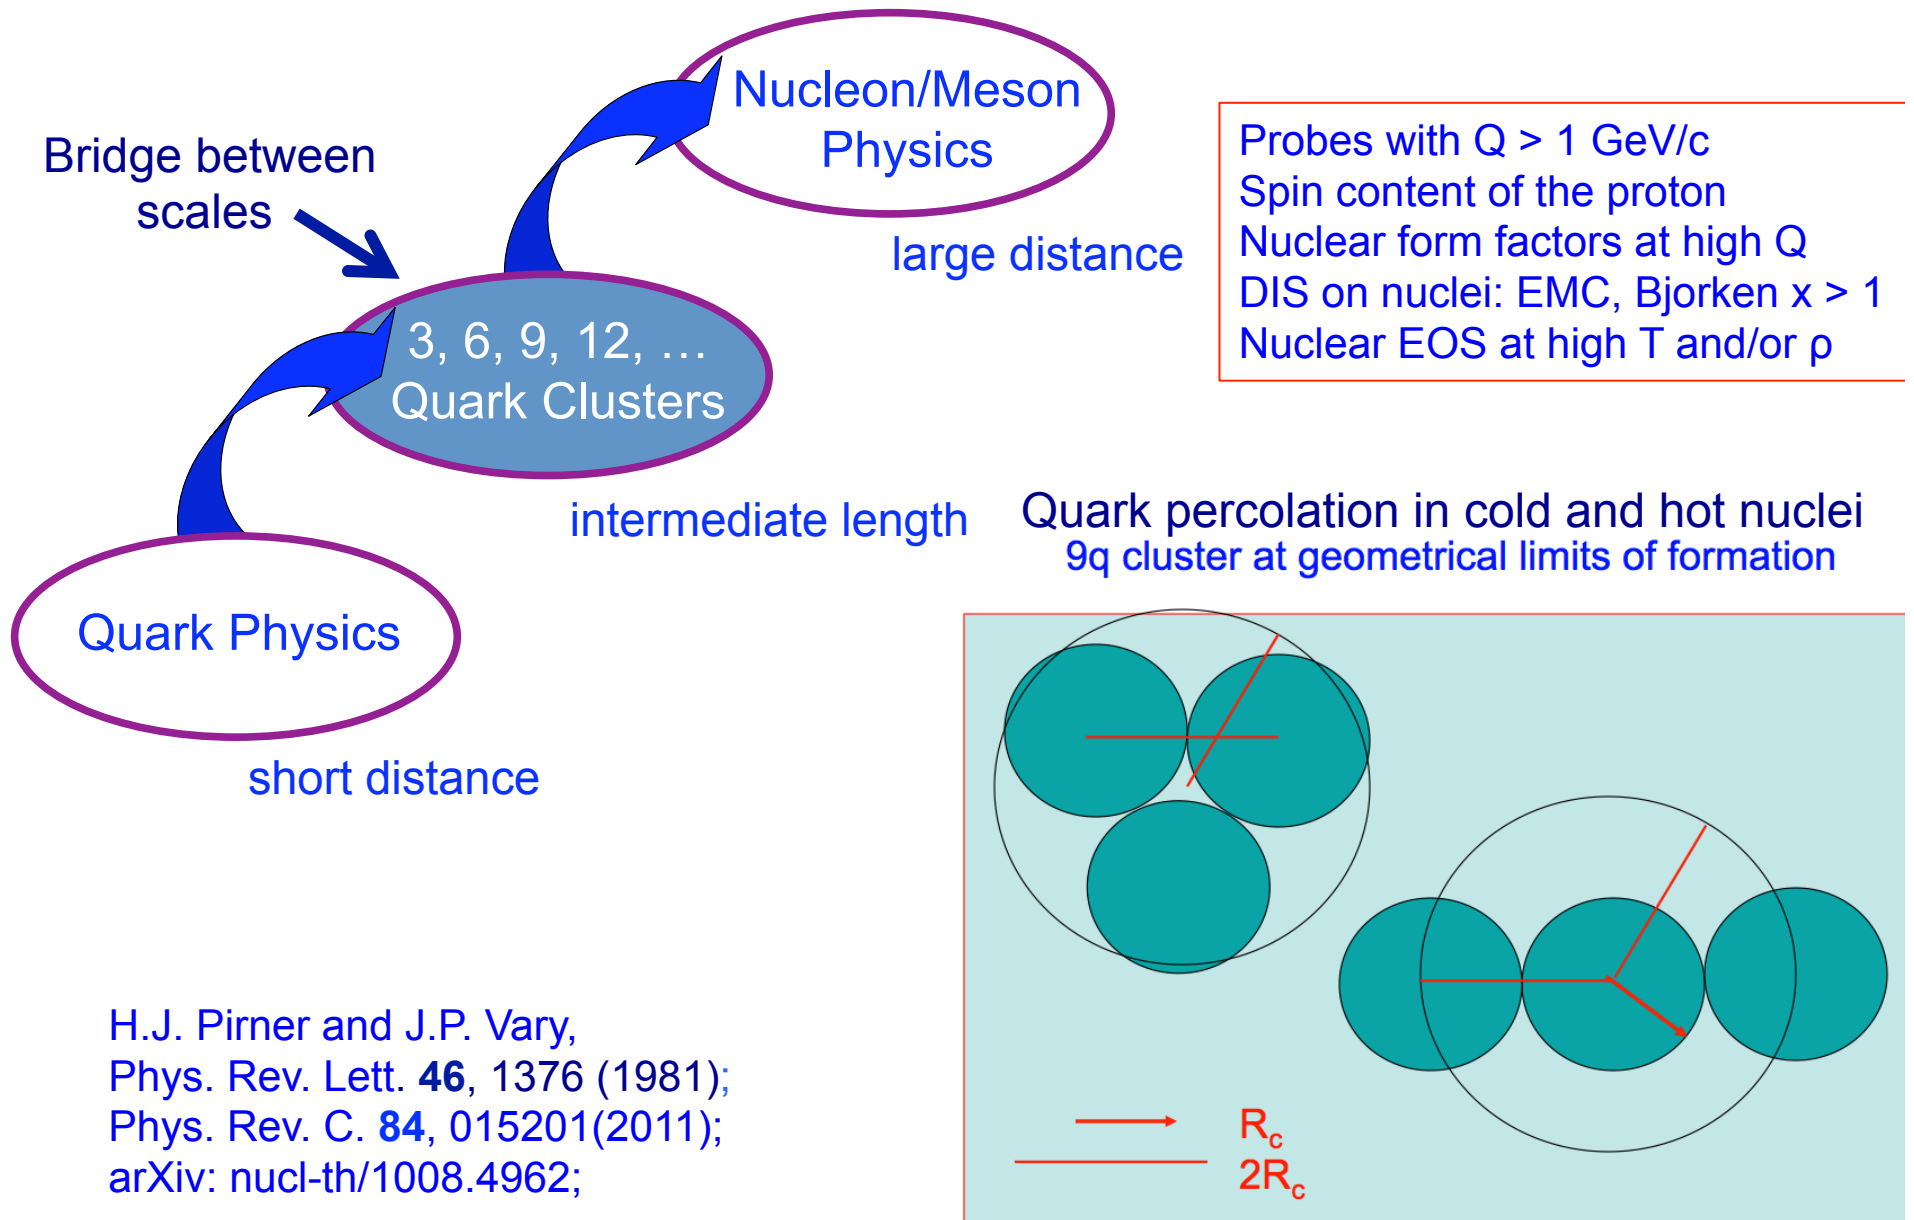 Nucleon/Meson
Physics
Bridge between
scales
large distance
3, 6, 9, 12, …
Quark Clusters
intermediate length
Quark Physics
short distance
Probes with Q > 1 GeV/c
Spin content of the proton
Nuclear form factors at high Q
DIS on nuclei: EMC, Bjorken x > 1
Nuclear EOS at high T and/or ρ
Quark percolation in cold and hot nuclei
9q cluster at geometrical limits of formation
Rc
2Rc
H.J. Pirner and J.P. Vary,
Phys. Rev. Lett. 46, 1376 (1981);
Phys. Rev. C. 84, 015201(2011);
arXiv: nucl-th/1008.4962;